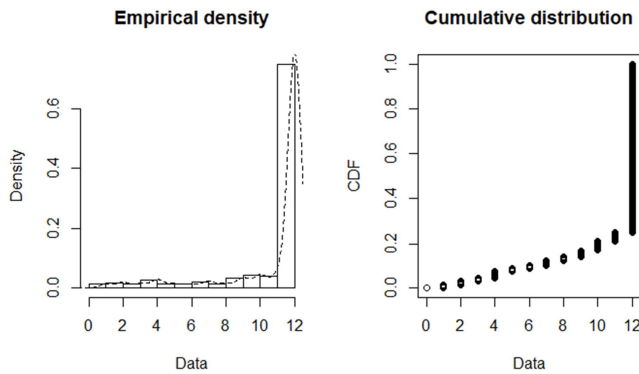 Empirical density
Density
0.0 0.2 0.4 0.6
0 2 4 6 8 10 12
Data
Cumulative distribution
CDF
0.0 0.2 0.4 0.6 0.8 1.0
0 2 4 6 8 10 12
Data